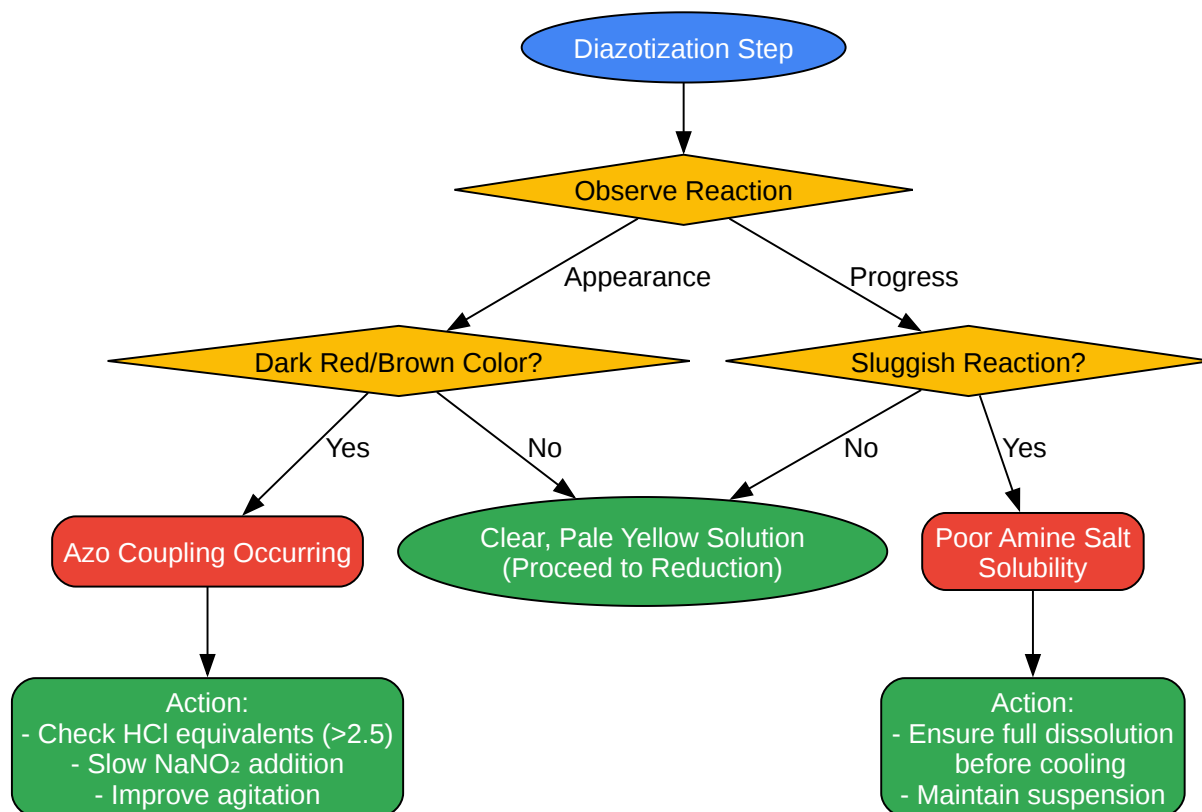 Diazotization Step
Observe Reaction
Appearance
Progress
Dark Red/Brown Color?
Sluggish Reaction?
Yes
No
No
Yes
Azo Coupling Occurring
Clear, Pale Yellow Solution
(Proceed to Reduction)
Poor Amine Salt
Solubility
Action:
- Check HCl equivalents (>2.5)
- Slow NaNO₂ addition
- Improve agitation
Action:
- Ensure full dissolution
before cooling
- Maintain suspension